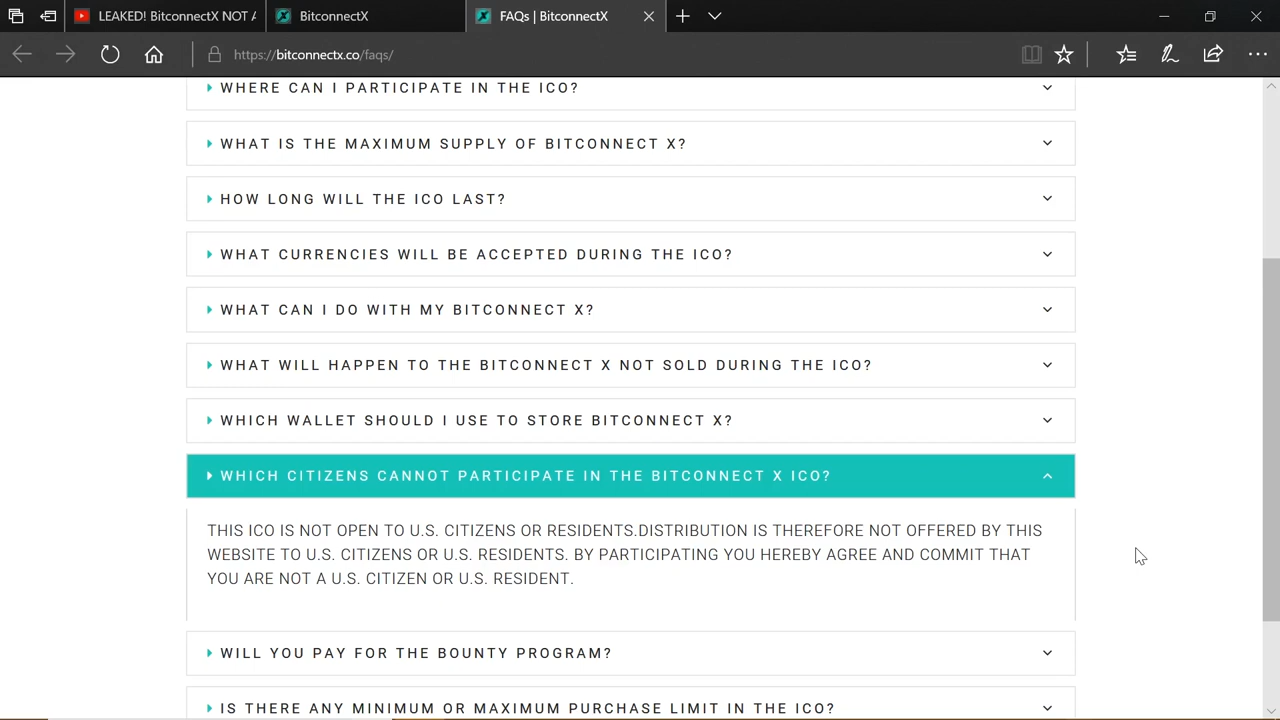 LEAKED! BitconnectX NOT A
BitconnectX
FAQs | BitconnectX
https://bitconnectx.co/faqs/
WHERE CAN I PARTICIPATE IN THE ICO?
WHAT IS THE MAXIMUM SUPPLY OF BITCONNECT X?
HOW LONG WILL THE ICO LAST?
WHAT CURRENCIES WILL BE ACCEPTED DURING THE ICO?
WHAT CAN I DO WITH MY BITCONNECT X?
WHAT WILL HAPPEN TO THE BITCONNECT X NOT SOLD DURING THE ICO?
WHICH WALLET SHOULD I USE TO STORE BITCONNECT X?
WHICH CITIZENS CANNOT PARTICIPATE IN THE BITCONNECT X ICO?
THIS ICO IS NOT OPEN TO U.S. CITIZENS OR RESIDENTS.DISTRIBUTION IS THEREFORE NOT OFFERED BY THIS
WEBSITE TO U.S. CITIZENS OR U.S. RESIDENTS. BY PARTICIPATING YOU HEREBY AGREE AND COMMIT THAT
YOU ARE NOT A U.S. CITIZEN OR U.S. RESIDENT.
WILL YOU PAY FOR THE BOUNTY PROGRAM?
IS THERE ANY MINIMUM OR MAXIMUM PURCHASE LIMIT IN THE ICO?